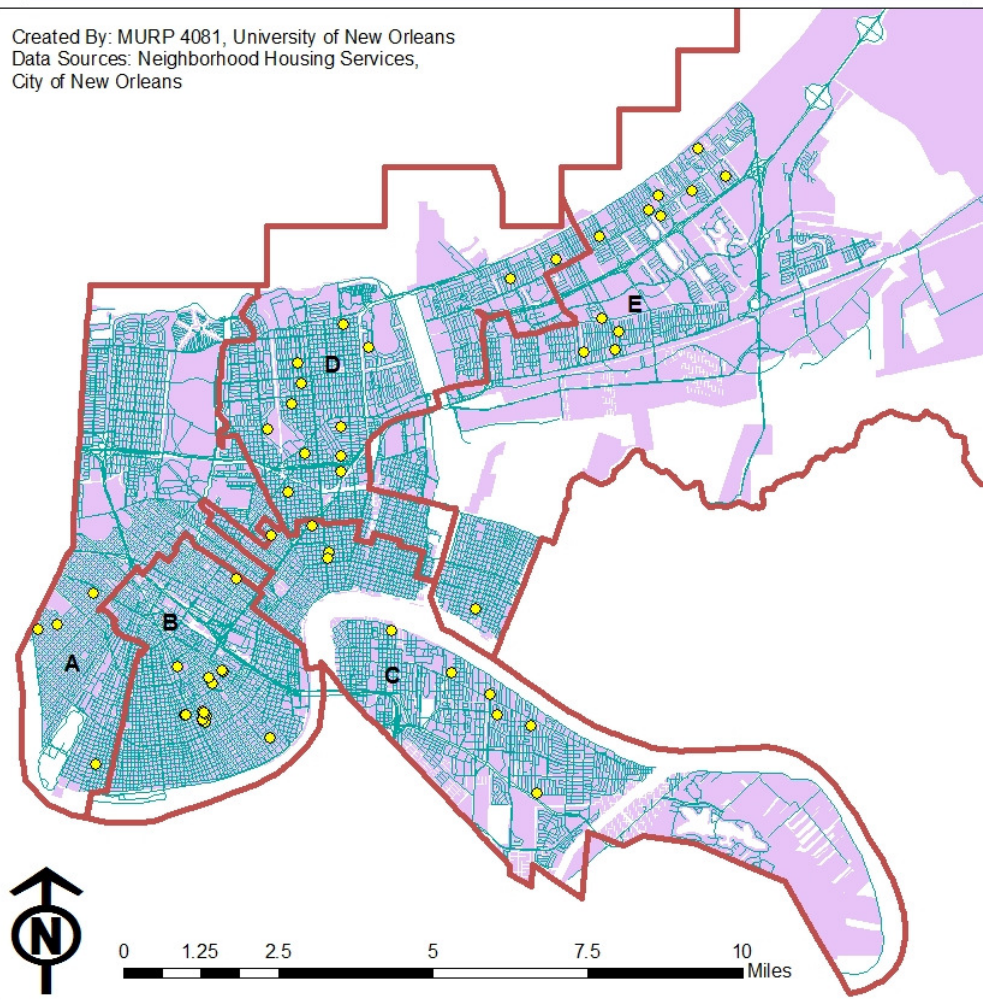 Created By: MURP 4081, University of New Orleans
Data Sources: Neighborhood Housing Services,
City of New Orleans
E
D
B
A
C
N
0 1.25 2.5 5 7.5 10
Miles